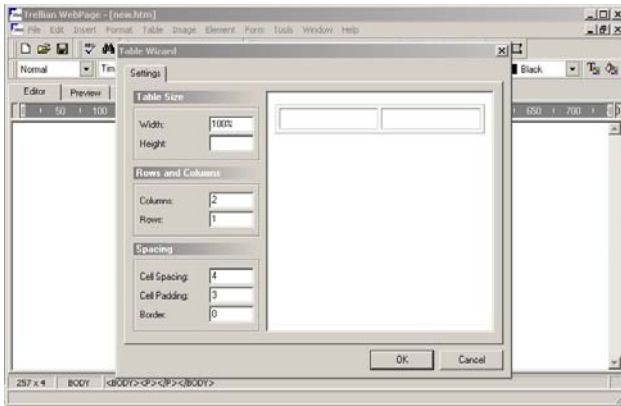 Trellian WebPage - [new.htm]
File Edit Insert Format Table Image Element Form Tools Window Help
Table Wizard
Normal
Tim
Black
Settings
Editor Preview
50 100
650 700
Table Size
Width: 100%
Height:
Rows and Columns
Columns: 2
Rows: 1
Spacing
Cell Spacing: 4
Cell Padding: 3
Border: 0
OK Cancel
257 x 4 BODY <BODY><P></P></BODY>